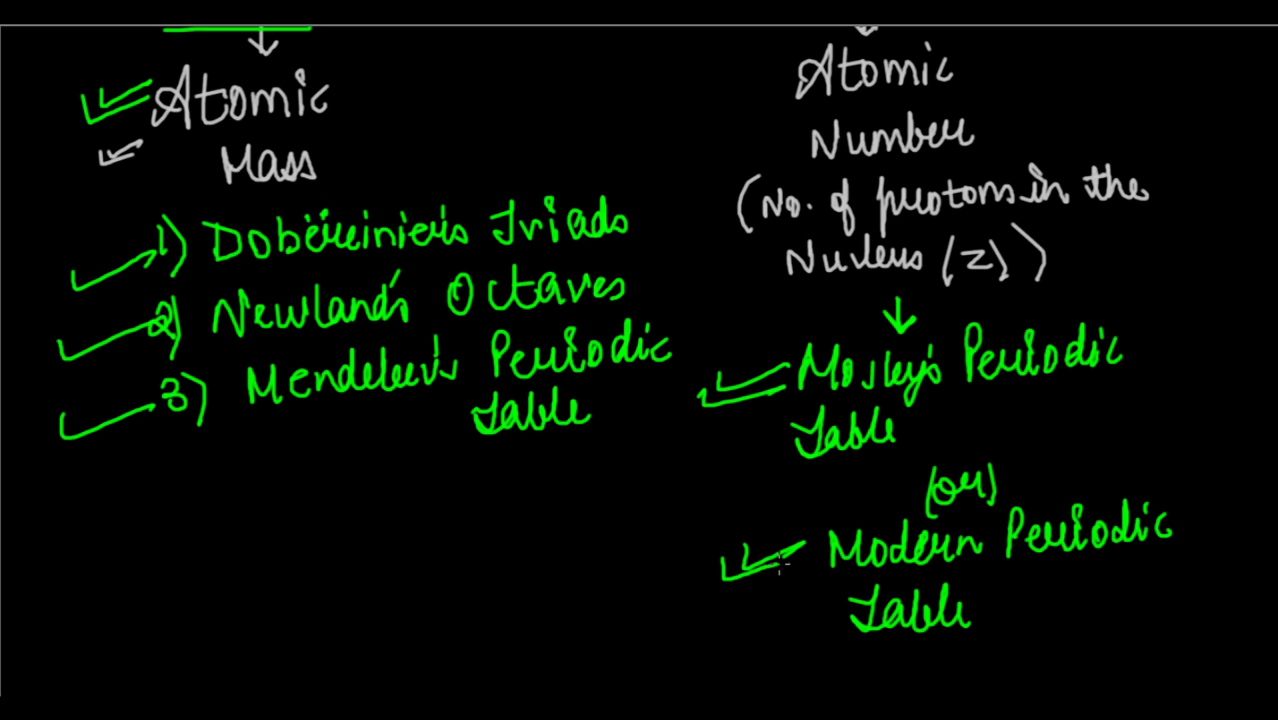 Atomic
Mass
1) Dobereinier's Triads
2) Newland's Octaves
3) Mendeleev's Periodic
Table
Atomic
Number
(No. of protons in the
Nucleus (Z))
Mosley's Periodic
Table
(or)
Modern Periodic
Table